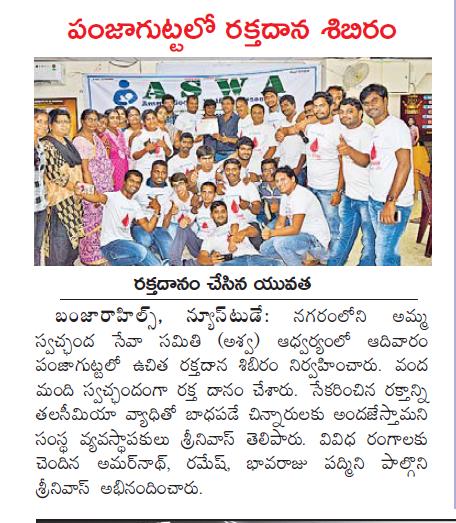 పంజాగుట్టలో రక్తదాన శిబిరం
A S W A
రక్తదానం చేసిన యువత
బంజారాహిల్స్, న్యూస్‌టుడే: నగరంలోని అమ్మ
స్వచ్ఛంద సేవా సమితి (అశ్వ) ఆధ్వర్యంలో ఆదివారం
పంజాగుట్టలో ఉచిత రక్తదాన శిబిరం నిర్వహించారు. వంద
మంది స్వచ్ఛందంగా రక్త దానం చేశారు. సేకరించిన రక్తాన్ని
తలసీమియా వ్యాధితో బాధపడే చిన్నారులకు అందజేస్తామని
సంస్థ వ్యవస్థాపకులు శ్రీనివాస్ తెలిపారు. వివిధ రంగాలకు
చెందిన అమర్‌నాథ్, రమేష్, భావరాజు పద్మిని పాల్గొని
శ్రీనివాస్ అభినందించారు.